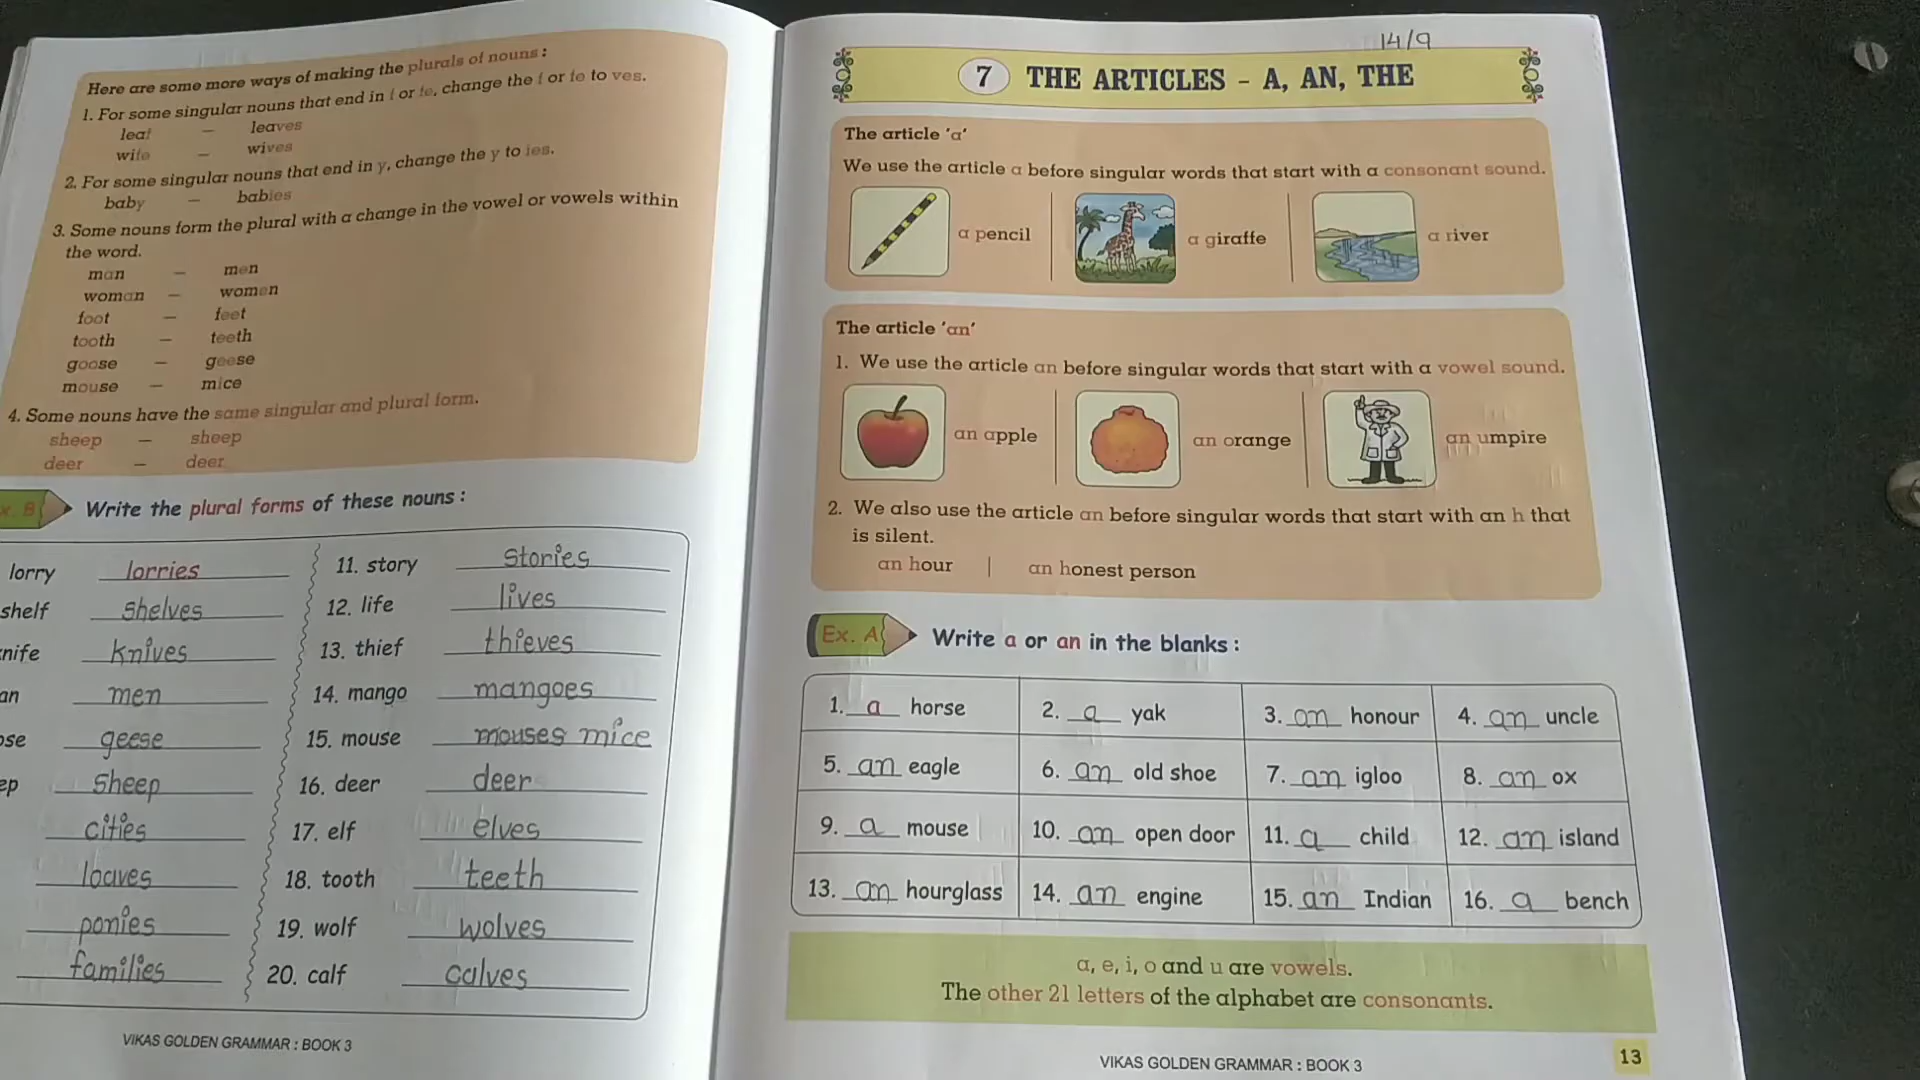 Here are some more ways of making the plurals of nouns :
1. For some singular nouns that end in f or fe, change the f or fe to ves.
leaf – leaves
wife – wives
2. For some singular nouns that end in y, change the y to ies.
baby – babies
3. Some nouns form the plural with a change in the vowel or vowels within
the word.
man – men
woman – women
foot – feet
tooth – teeth
goose – geese
mouse – mice
4. Some nouns have the same singular and plural form.
sheep – sheep
deer – deer
x. B Write the plural forms of these nouns :
lorry lorries 11. story stories
shelf shelves 12. life lives
nife knives 13. thief thieves
an men 14. mango mangoes
ose geese 15. mouse mouses mice
ep sheep 16. deer deer
cities 17. elf elves
loaves 18. tooth teeth
ponies 19. wolf wolves
families 20. calf calves
VIKAS GOLDEN GRAMMAR : BOOK 3
14/9
7 THE ARTICLES - A, AN, THE
The article 'a'
We use the article a before singular words that start with a consonant sound.
a pencil a giraffe a river
The article 'an'
1. We use the article an before singular words that start with a vowel sound.
an apple an orange an umpire
2. We also use the article an before singular words that start with an h that
is silent.
an hour an honest person
Ex. A Write a or an in the blanks :
1. a horse 2. a yak 3. an honour 4. an uncle
5. an eagle 6. an old shoe 7. an igloo 8. an ox
9. a mouse 10. an open door 11. a child 12. an island
13. an hourglass 14. an engine 15. an Indian 16. a bench
a, e, i, o and u are vowels.
The other 21 letters of the alphabet are consonants.
VIKAS GOLDEN GRAMMAR : BOOK 3
13